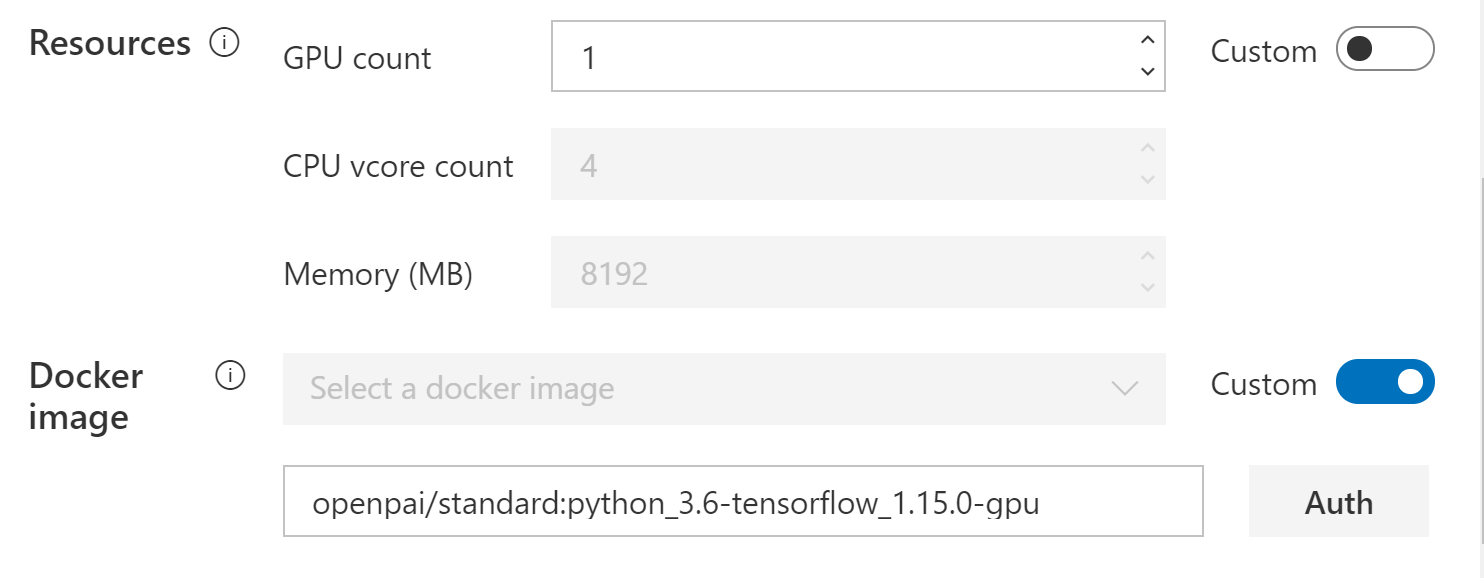 Resources
GPU count
1
Custom
CPU vcore count
4
Memory (MB)
8192
Docker
image
Select a docker image
Custom
openpai/standard:python_3.6-tensorflow_1.15.0-gpu
Auth